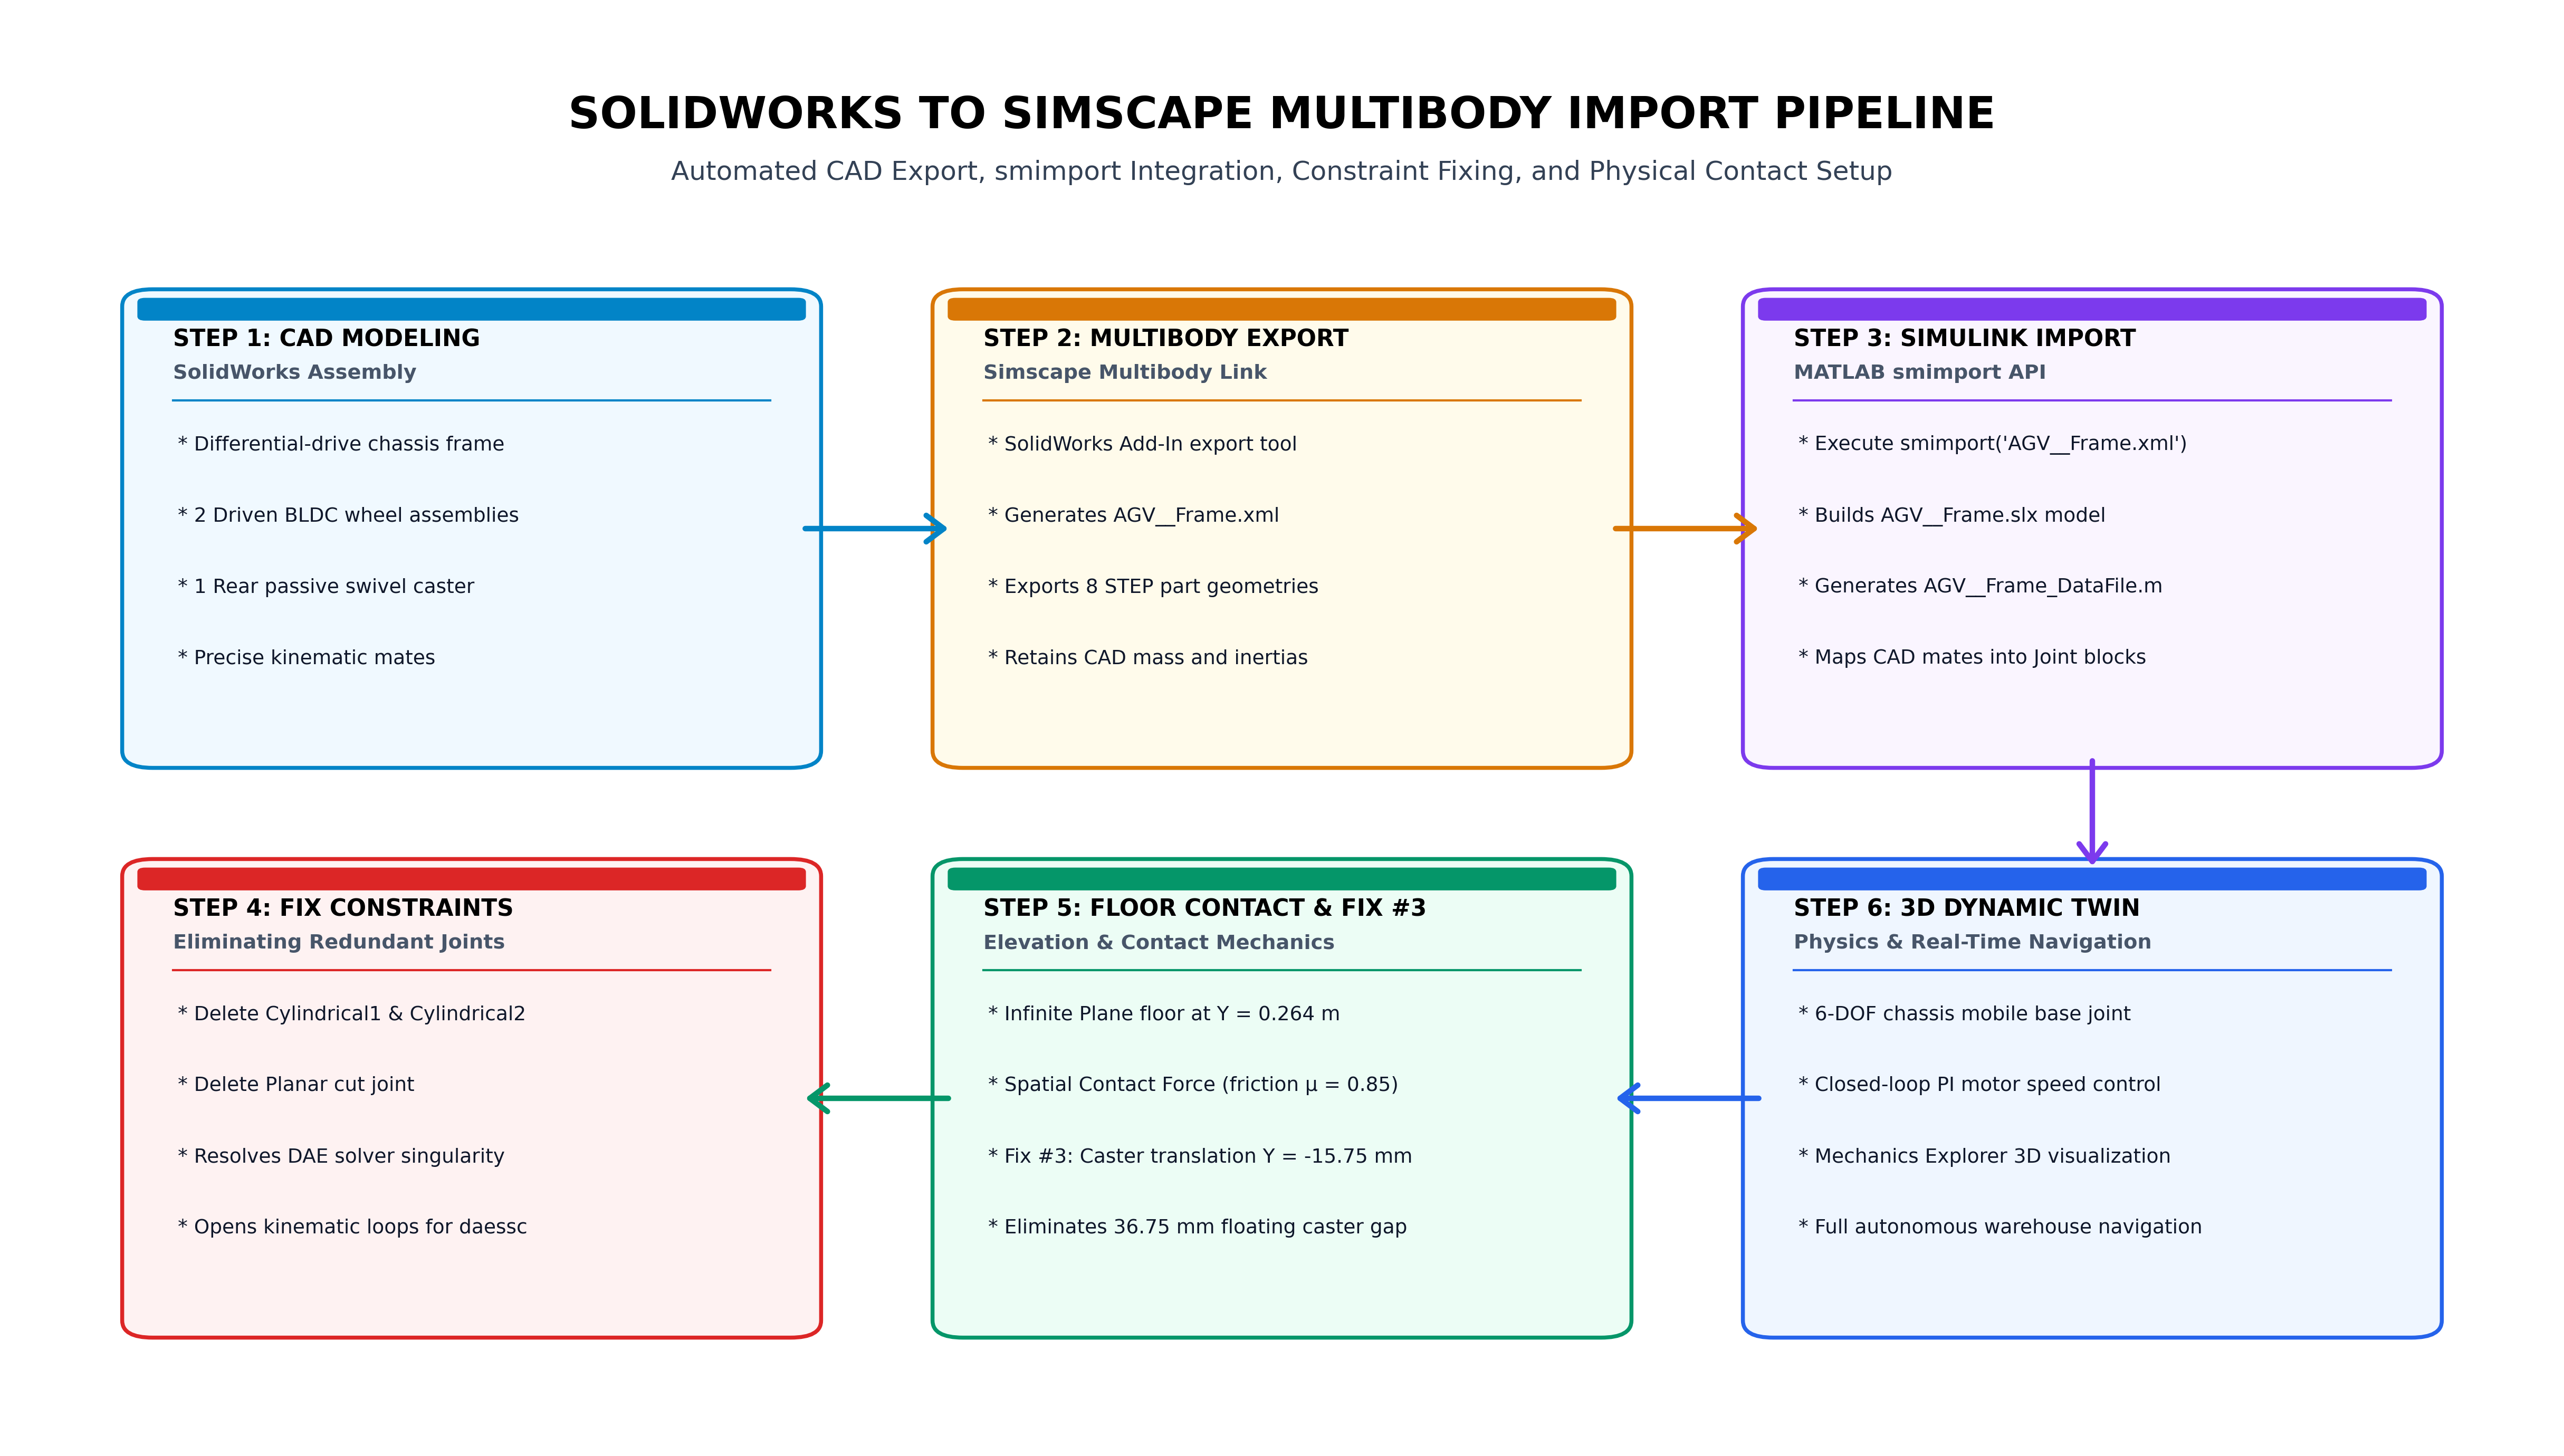 SOLIDWORKS TO SIMSCAPE MULTIBODY IMPORT PIPELINE
Automated CAD Export, smimport Integration, Constraint Fixing, and Physical Contact Setup
STEP 1: CAD MODELING
SolidWorks Assembly
* Differential-drive chassis frame
* 2 Driven BLDC wheel assemblies
* 1 Rear passive swivel caster
* Precise kinematic mates
STEP 2: MULTIBODY EXPORT
Simscape Multibody Link
* SolidWorks Add-In export tool
* Generates AGV__Frame.xml
* Exports 8 STEP part geometries
* Retains CAD mass and inertias
STEP 3: SIMULINK IMPORT
MATLAB smimport API
* Execute smimport('AGV__Frame.xml')
* Builds AGV__Frame.slx model
* Generates AGV__Frame_DataFile.m
* Maps CAD mates into Joint blocks
STEP 4: FIX CONSTRAINTS
Eliminating Redundant Joints
* Delete Cylindrical1 & Cylindrical2
* Delete Planar cut joint
* Resolves DAE solver singularity
* Opens kinematic loops for daessc
STEP 5: FLOOR CONTACT & FIX #3
Elevation & Contact Mechanics
* Infinite Plane floor at Y = 0.264 m
* Spatial Contact Force (friction μ = 0.85)
* Fix #3: Caster translation Y = -15.75 mm
* Eliminates 36.75 mm floating caster gap
STEP 6: 3D DYNAMIC TWIN
Physics & Real-Time Navigation
* 6-DOF chassis mobile base joint
* Closed-loop PI motor speed control
* Mechanics Explorer 3D visualization
* Full autonomous warehouse navigation